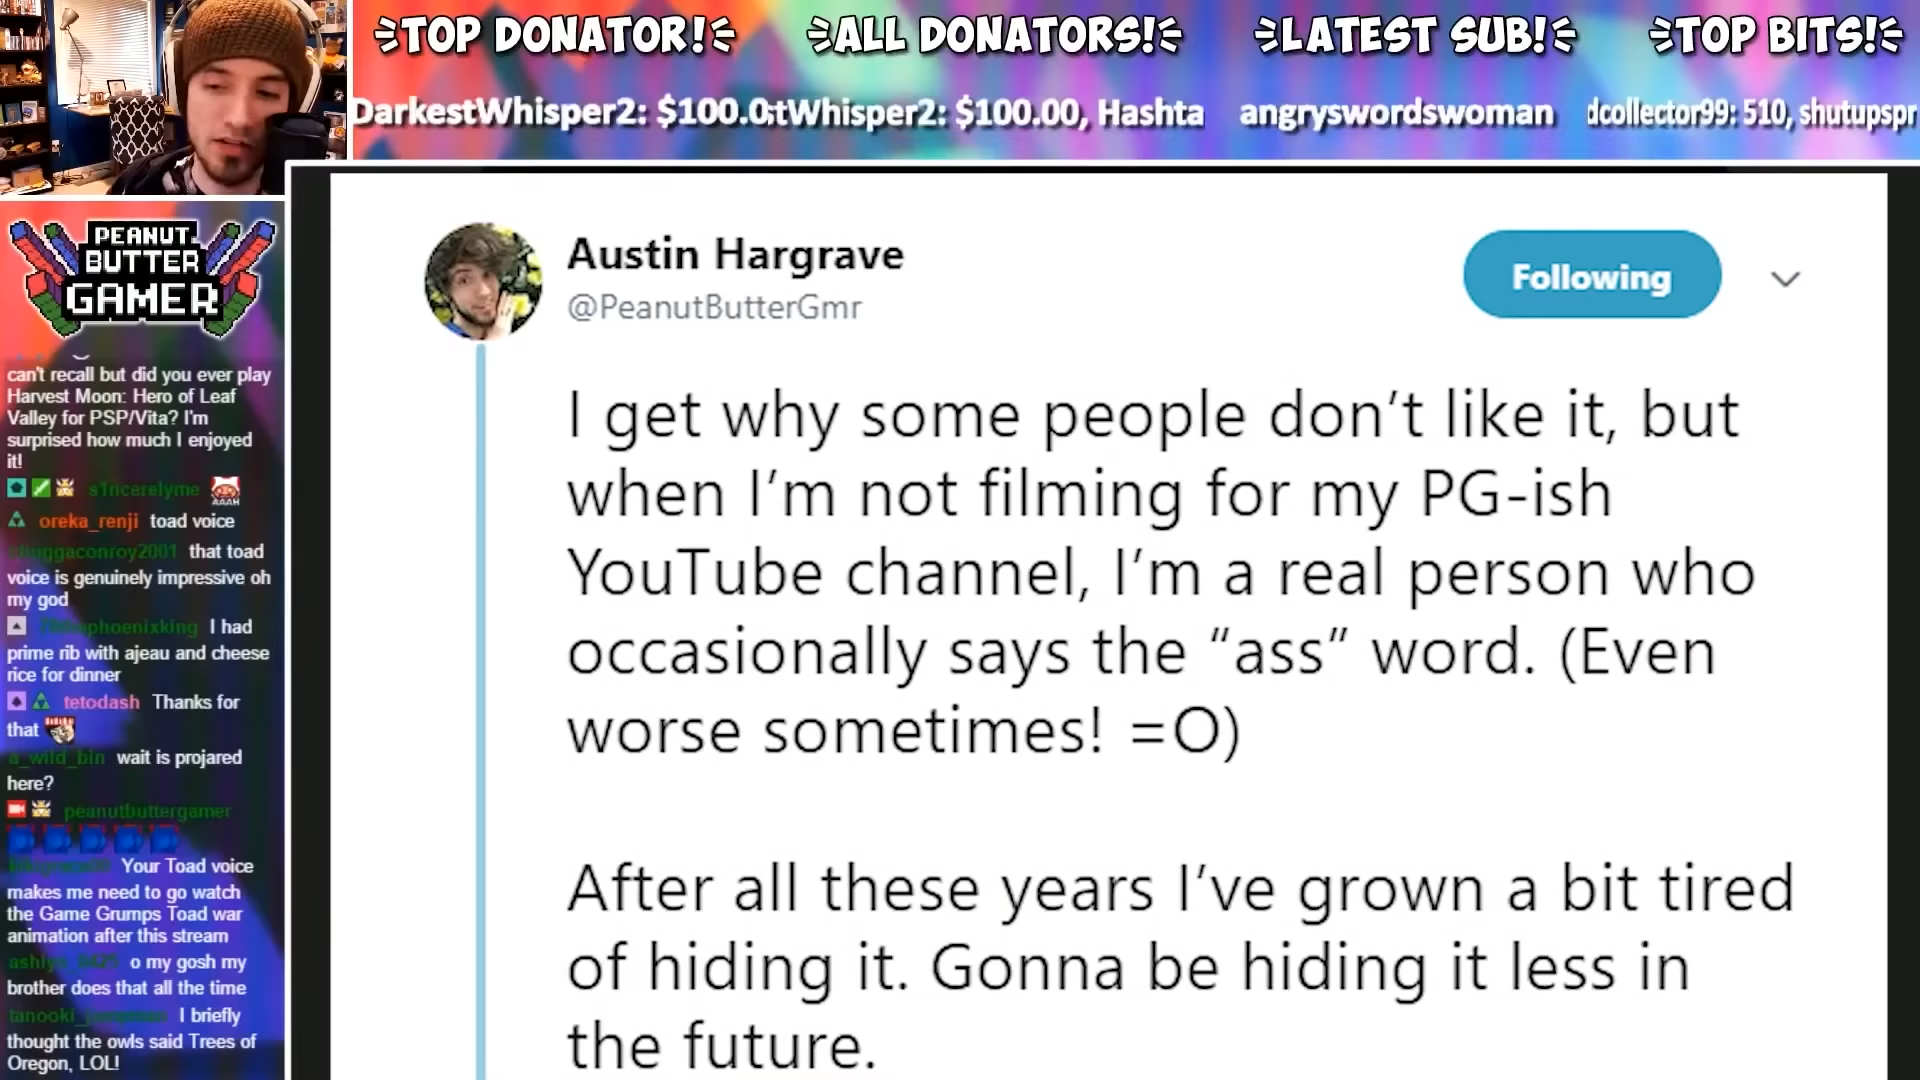 TOP DONATOR!
ALL DONATORS!
LATEST SUB!
TOP BITS!
DarkestWhisper2: $100.0
tWhisper2: $100.00, Hashta
angryswordswoman
dcollector99: 510, shutupspr
PEANUT
BUTTER
GAMER
can't recall but did you ever play
Harvest Moon: Hero of Leaf
Valley for PSP/Vita? I'm
surprised how much I enjoyed
it!
s1ncerelyme
oreka_renji toad voice
chuggaconroy2001 that toad
voice is genuinely impressive oh
my god
I had
prime rib with ajeau and cheese
rice for dinner
tetodash Thanks for
that
a_wild_bin wait is projared
here?
peanutbuttergamer
Your Toad voice
makes me need to go watch
the Game Grumps Toad war
animation after this stream
o my gosh my
brother does that all the time
I briefly
thought the owls said Trees of
Oregon, LOL!
Austin Hargrave
@PeanutButterGmr
Following
I get why some people don't like it, but
when I'm not filming for my PG-ish
YouTube channel, I'm a real person who
occasionally says the "ass" word. (Even
worse sometimes! =O)
After all these years I've grown a bit tired
of hiding it. Gonna be hiding it less in
the future.